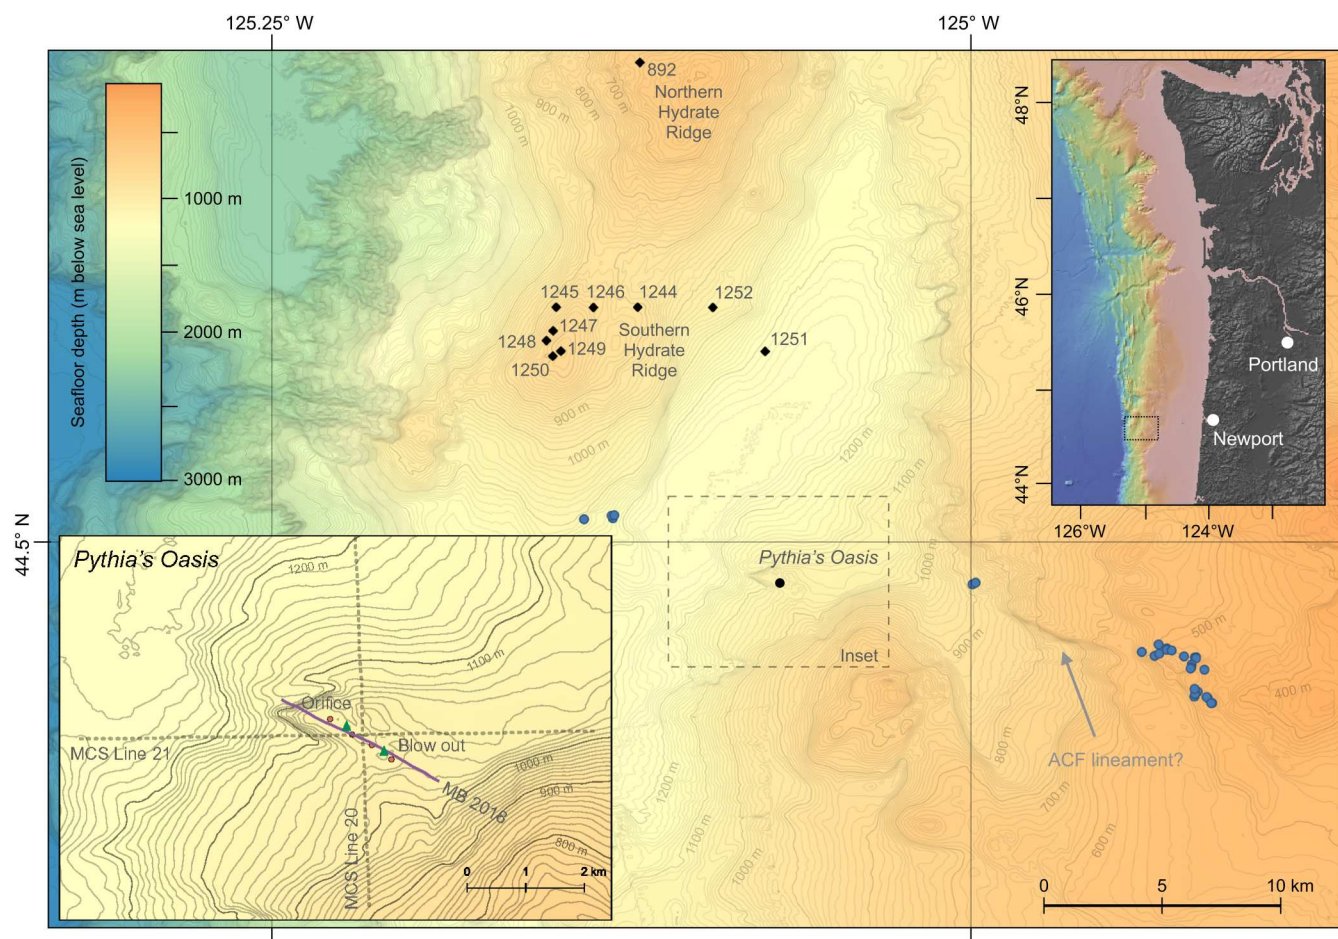 125.25° W
125° W
44.5° N
Seafloor depth (m below sea level)
1000 m
2000 m
3000 m
892
Northern
Hydrate
Ridge
1000 m
900 m
800 m
700 m
1245
1246
1244
1252
1247
1248
1249
1250
1251
Southern
Hydrate
Ridge
900 m
1000 m
1200 m
1100 m
1000 m
Pythia's Oasis
Inset
900 m
500 m
400 m
ACF lineament?
800 m
700 m
600 m
1200 m
1100 m
1000 m
0 5 10 km
48°N
46°N
44°N
126°W
124°W
Portland
Newport
Pythia's Oasis
1200 m
1100 m
Orifice
Blow out
MCS Line 21
MCS Line 20
MB 2018
1000 m
900 m
800 m
0 1 2 km